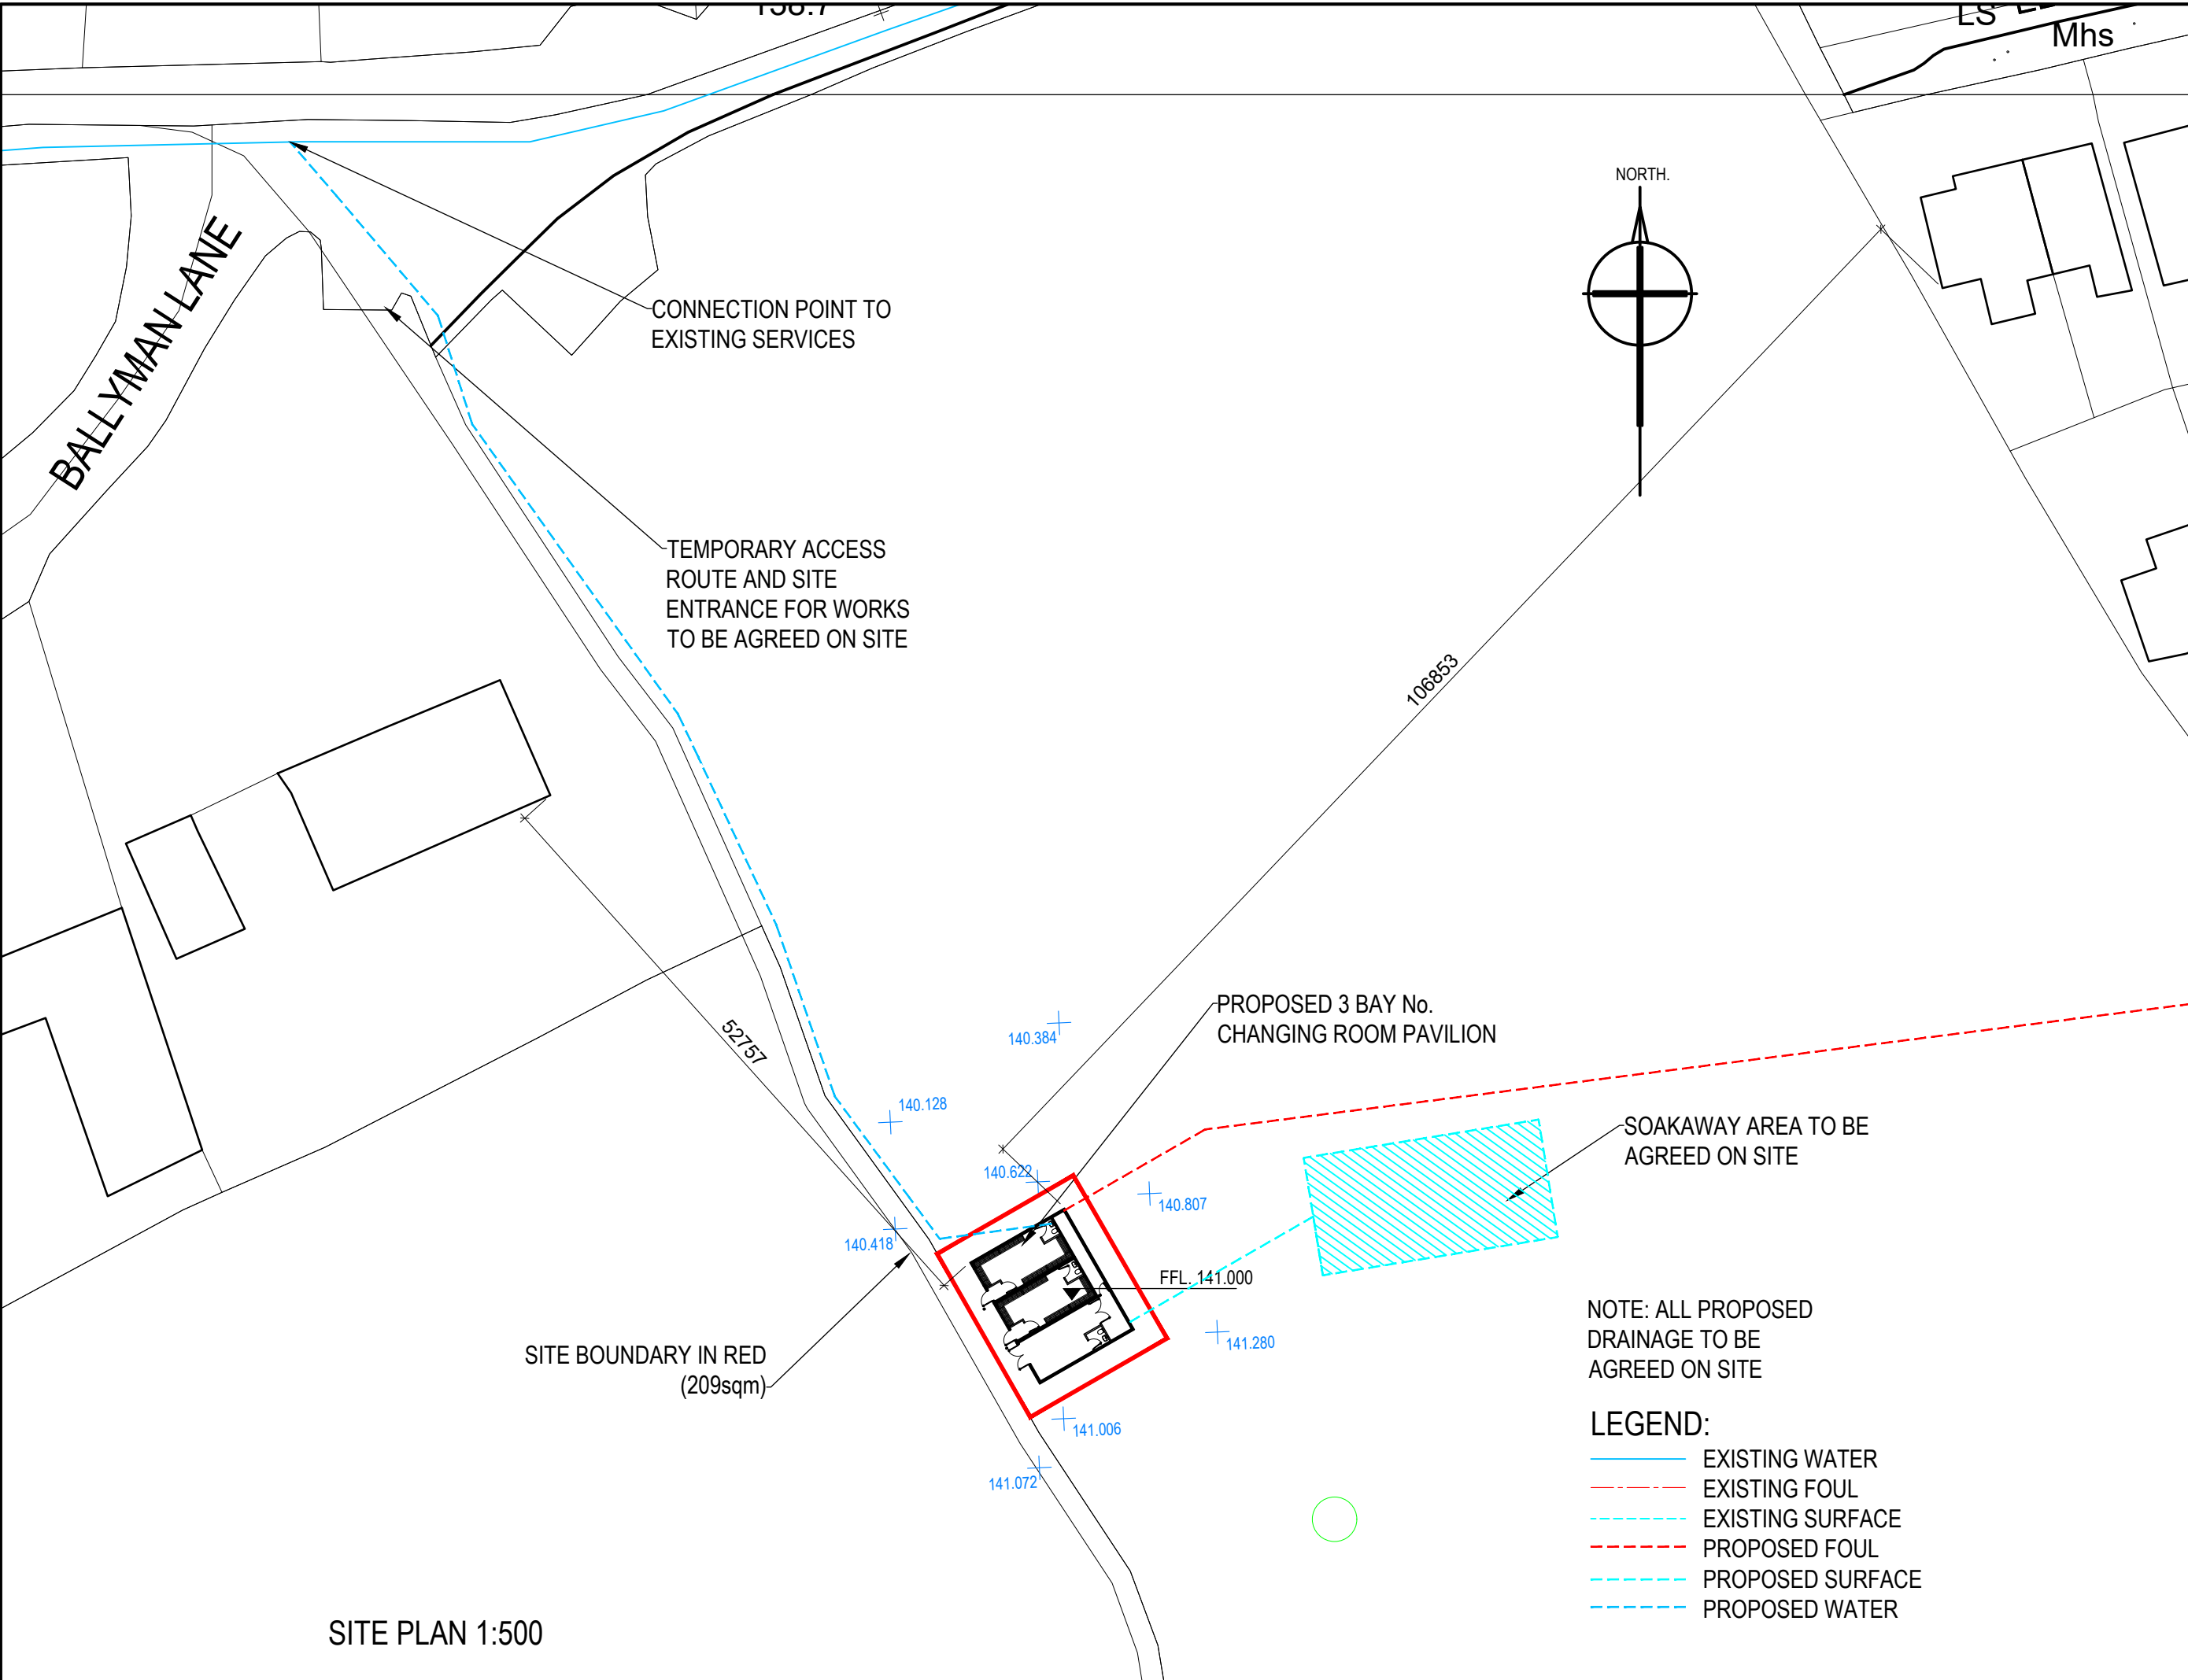 Mhs
NORTH.
BALLYMAN LANE
CONNECTION POINT TO
EXISTING SERVICES
TEMPORARY ACCESS
ROUTE AND SITE
ENTRANCE FOR WORKS
TO BE AGREED ON SITE
106853
52757
PROPOSED 3 BAY No.
CHANGING ROOM PAVILION
140.384
140.128
SOAKAWAY AREA TO BE
AGREED ON SITE
140.622
140.807
140.418
FFL. 141.000
141.280
NOTE: ALL PROPOSED
DRAINAGE TO BE
AGREED ON SITE
SITE BOUNDARY IN RED
(209sqm)
141.006
141.072
LEGEND:
EXISTING WATER
EXISTING FOUL
EXISTING SURFACE
PROPOSED FOUL
PROPOSED SURFACE
PROPOSED WATER
SITE PLAN 1:500